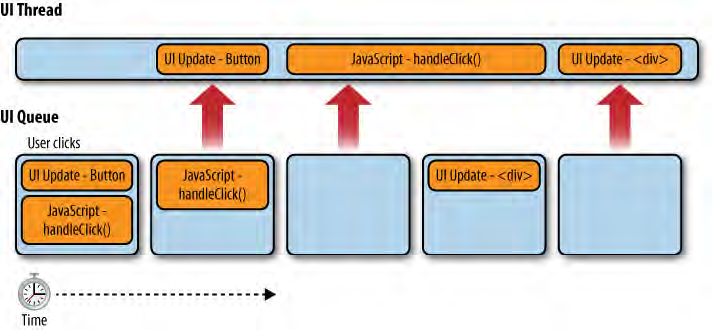 UI Thread
UI Update - Button
JavaScript - handleClick()
UI Update - <div>
UI Queue
User clicks
UI Update - Button
JavaScript -
handleClick()
JavaScript -
handleClick()
UI Update - <div>
Time